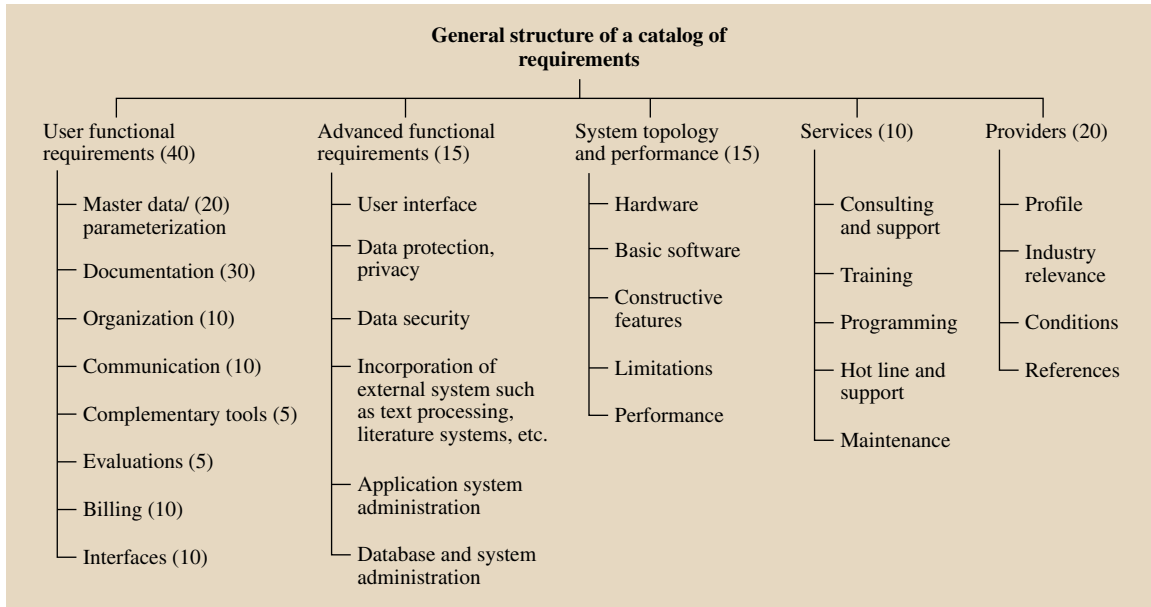 General structure of a catalog of
requirements
User functional
requirements (40)
Master data/ (20)
parameterization
Documentation (30)
Organization (10)
Communication (10)
Complementary tools (5)
Evaluations (5)
Billing (10)
Interfaces (10)
Advanced functional
requirements (15)
User interface
Data protection,
privacy
Data security
Incorporation of
external system such
as text processing,
literature systems, etc.
Application system
administration
Database and system
administration
System topology
and performance (15)
Hardware
Basic software
Constructive
features
Limitations
Performance
Services (10)
Consulting
and support
Training
Programming
Hot line and
support
Maintenance
Providers (20)
Profile
Industry
relevance
Conditions
References